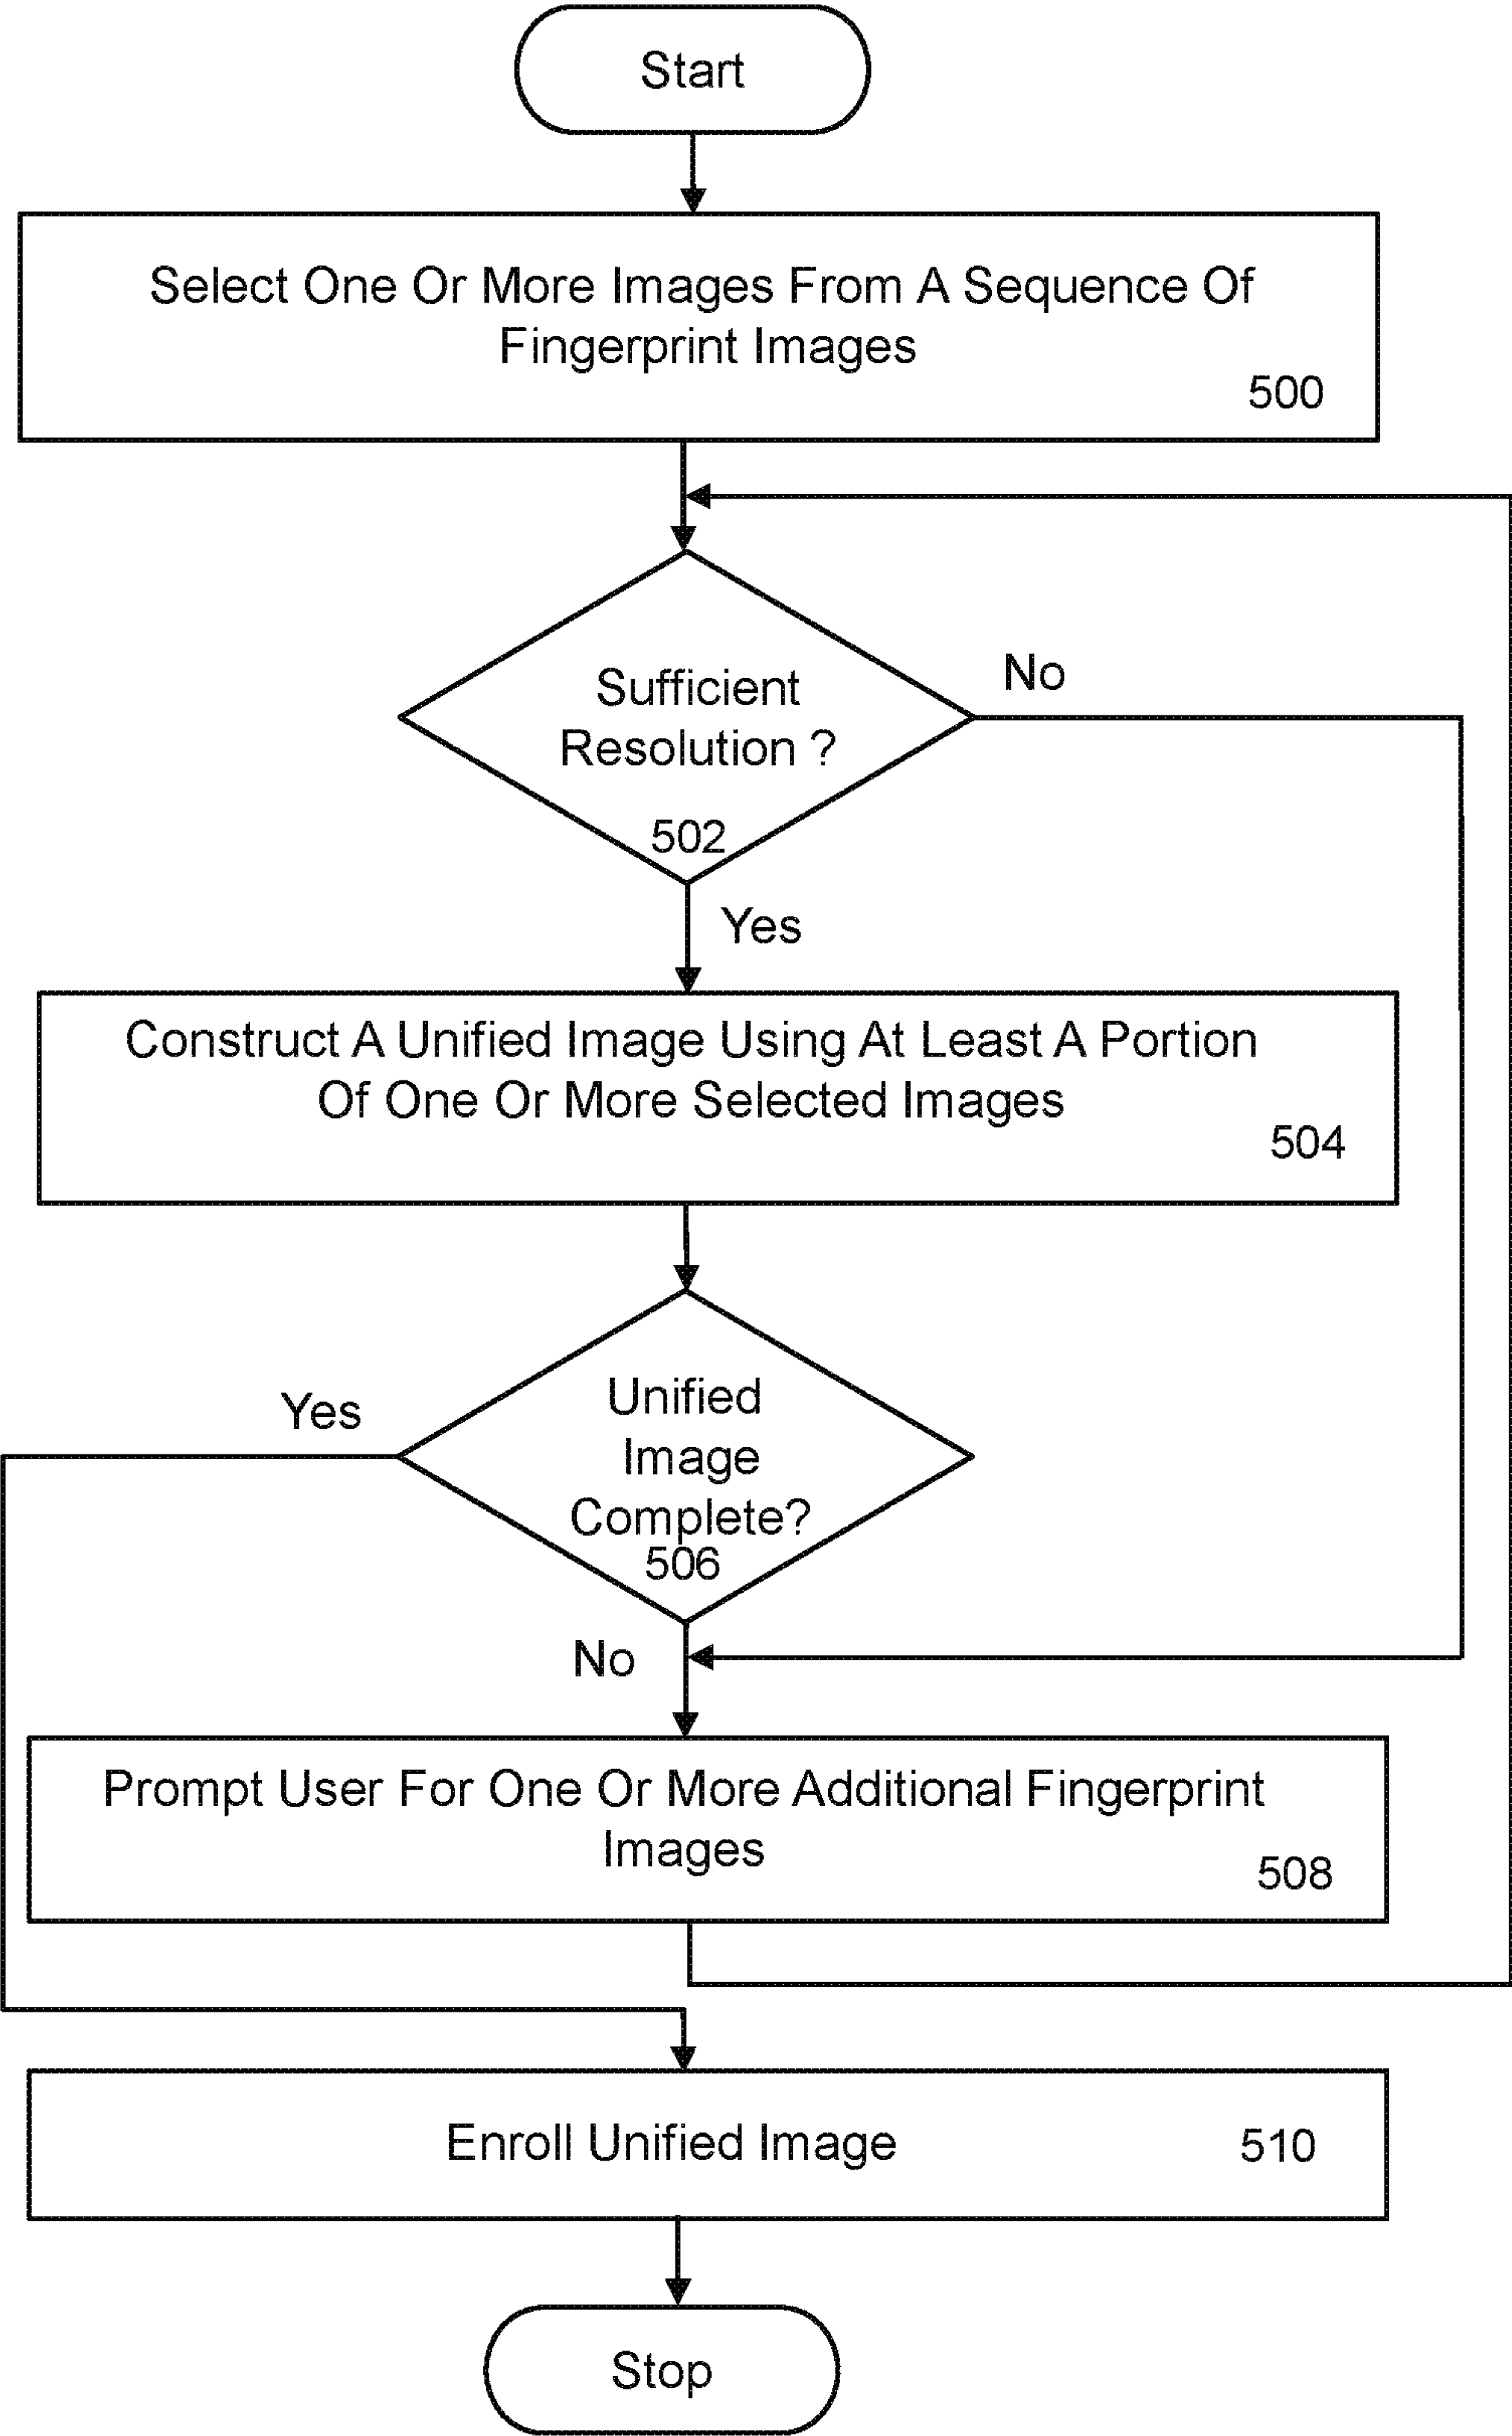 Start
Select One Or More Images From A Sequence Of
Fingerprint Images
500
Sufficient
Resolution ?
502
No
Yes
Construct A Unified Image Using At Least A Portion
Of One Or More Selected Images
504
Unified
Image
Complete?
506
Yes
No
Prompt User For One Or More Additional Fingerprint
Images
508
Enroll Unified Image
510
Stop